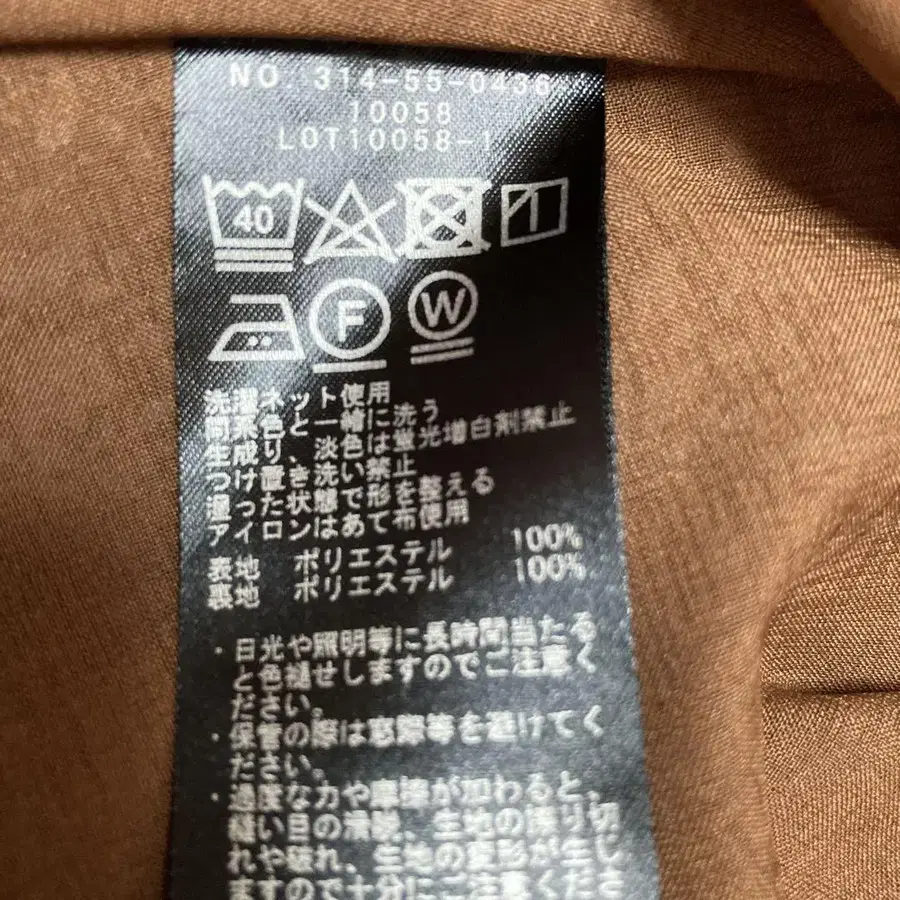 NO. 314-55-0436
10058
LOT10058-1
40
F W
洗濯ネット使用
同系色と一緒に洗う
生成り、淡色は蛍光増白剤禁止
つけ置き洗い禁止
湿った状態で形を整える
アイロンはあて布使用
表地 ポリエステル 100%
裏地 ポリエステル 100%
・日光や照明等に長時間当たる
と色褪せしますのでご注意く
ださい。
・保管の際は窓際等を避けてく
ださい。
・過度な力や摩擦が加わると、
縫い目の滑脱、生地の擦り切
れや破れ、生地の変形が生じ
ますので十分にご注意くださ